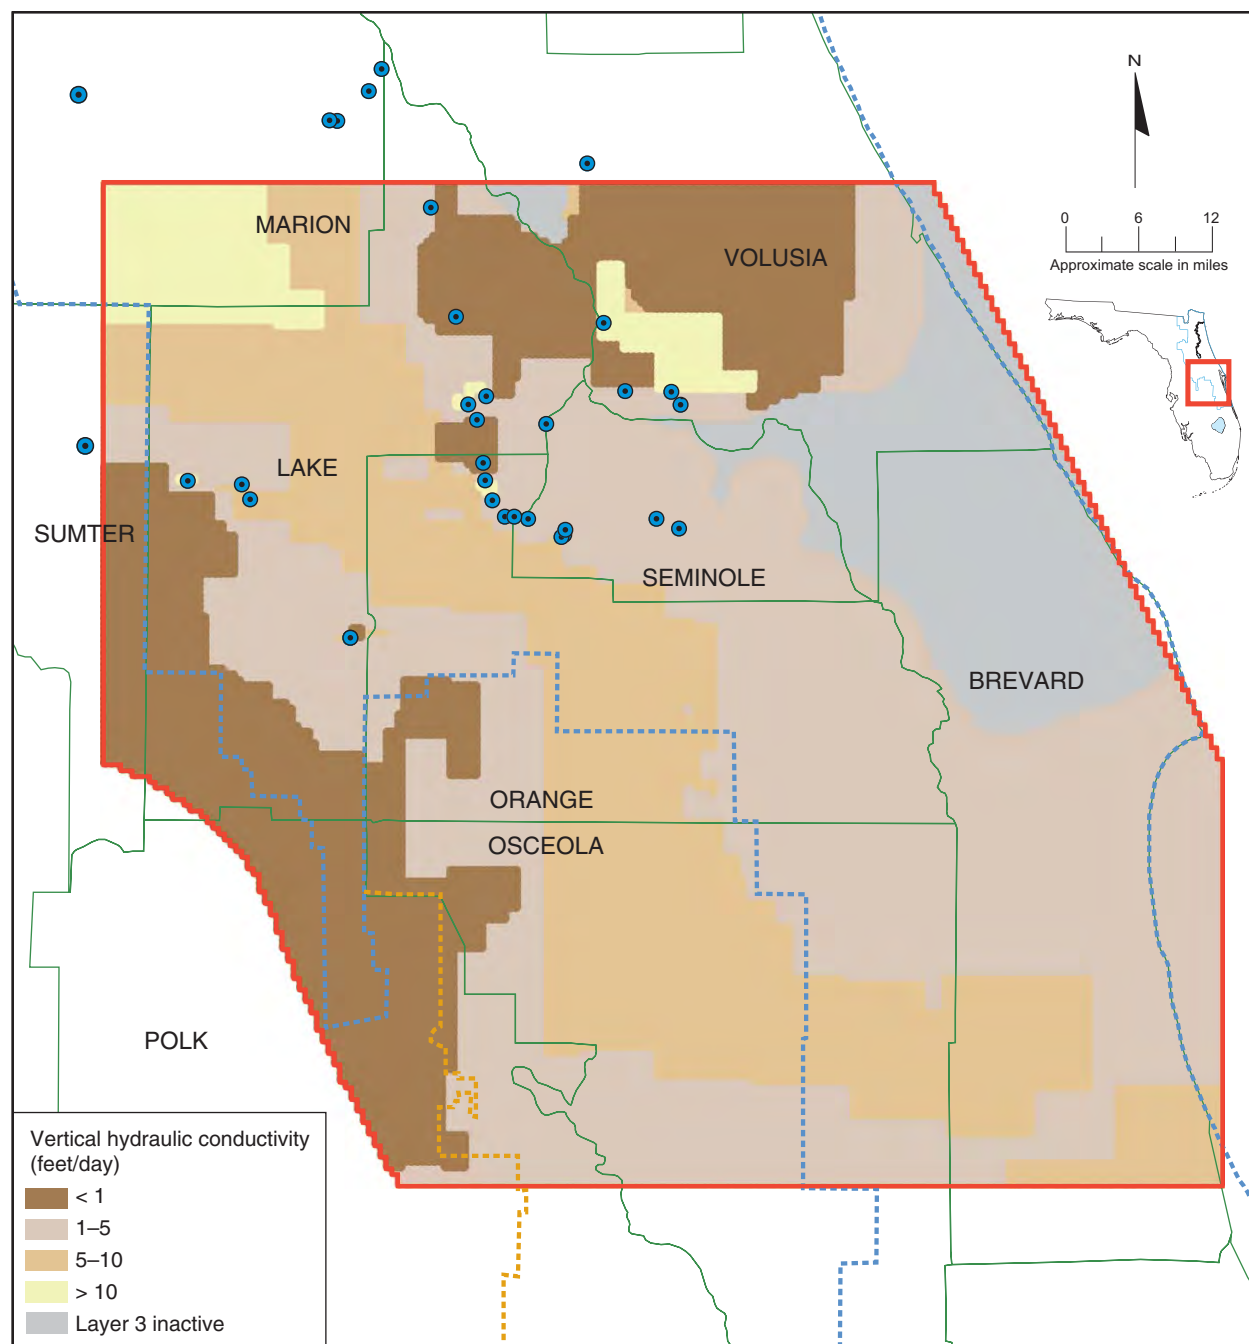 N
0 6 12
Approximate scale in miles
MARION
VOLUSIA
LAKE
SUMTER
SEMINOLE
BREVARD
ORANGE
OSCEOLA
POLK
Vertical hydraulic conductivity
(feet/day)
< 1
1–5
5–10
> 10
Layer 3 inactive